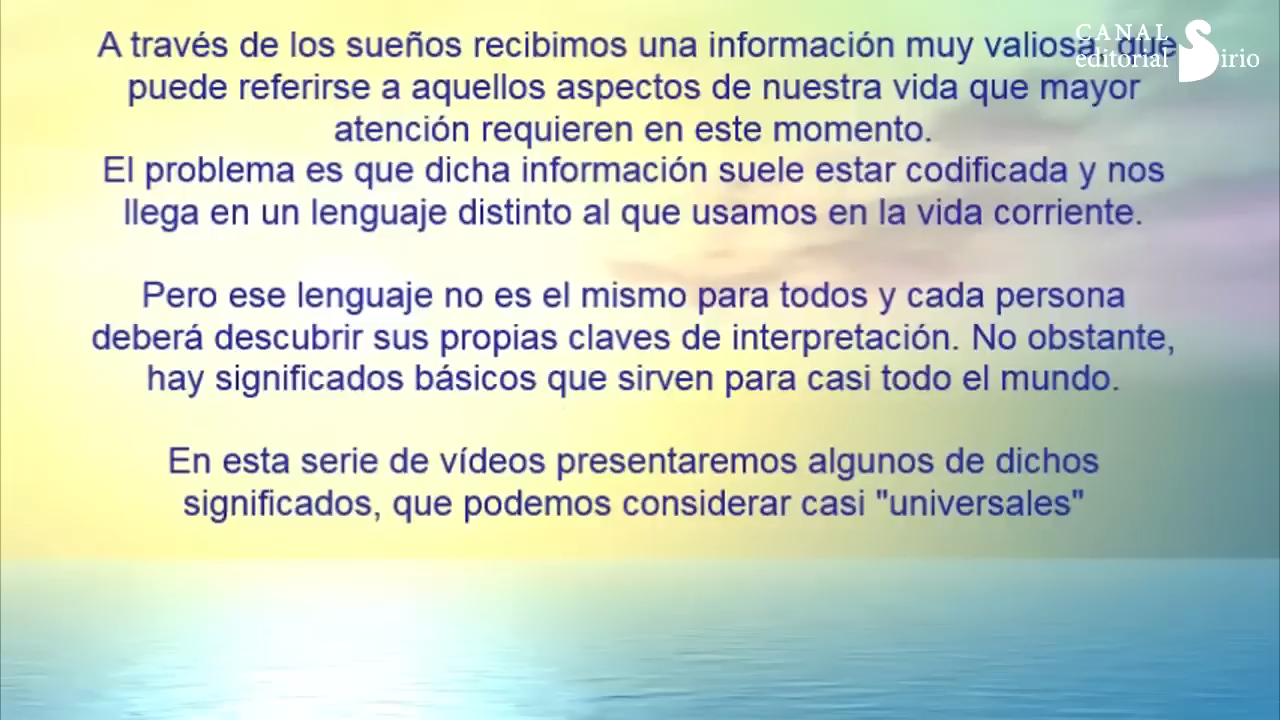 A través de los sueños recibimos una información muy valiosa, que
puede referirse a aquellos aspectos de nuestra vida que mayor
atención requieren en este momento.
El problema es que dicha información suele estar codificada y nos
llega en un lenguaje distinto al que usamos en la vida corriente.
Pero ese lenguaje no es el mismo para todos y cada persona
deberá descubrir sus propias claves de interpretación. No obstante,
hay significados básicos que sirven para casi todo el mundo.
En esta serie de vídeos presentaremos algunos de dichos
significados, que podemos considerar casi "universales"
CANAL
editorial Sirio